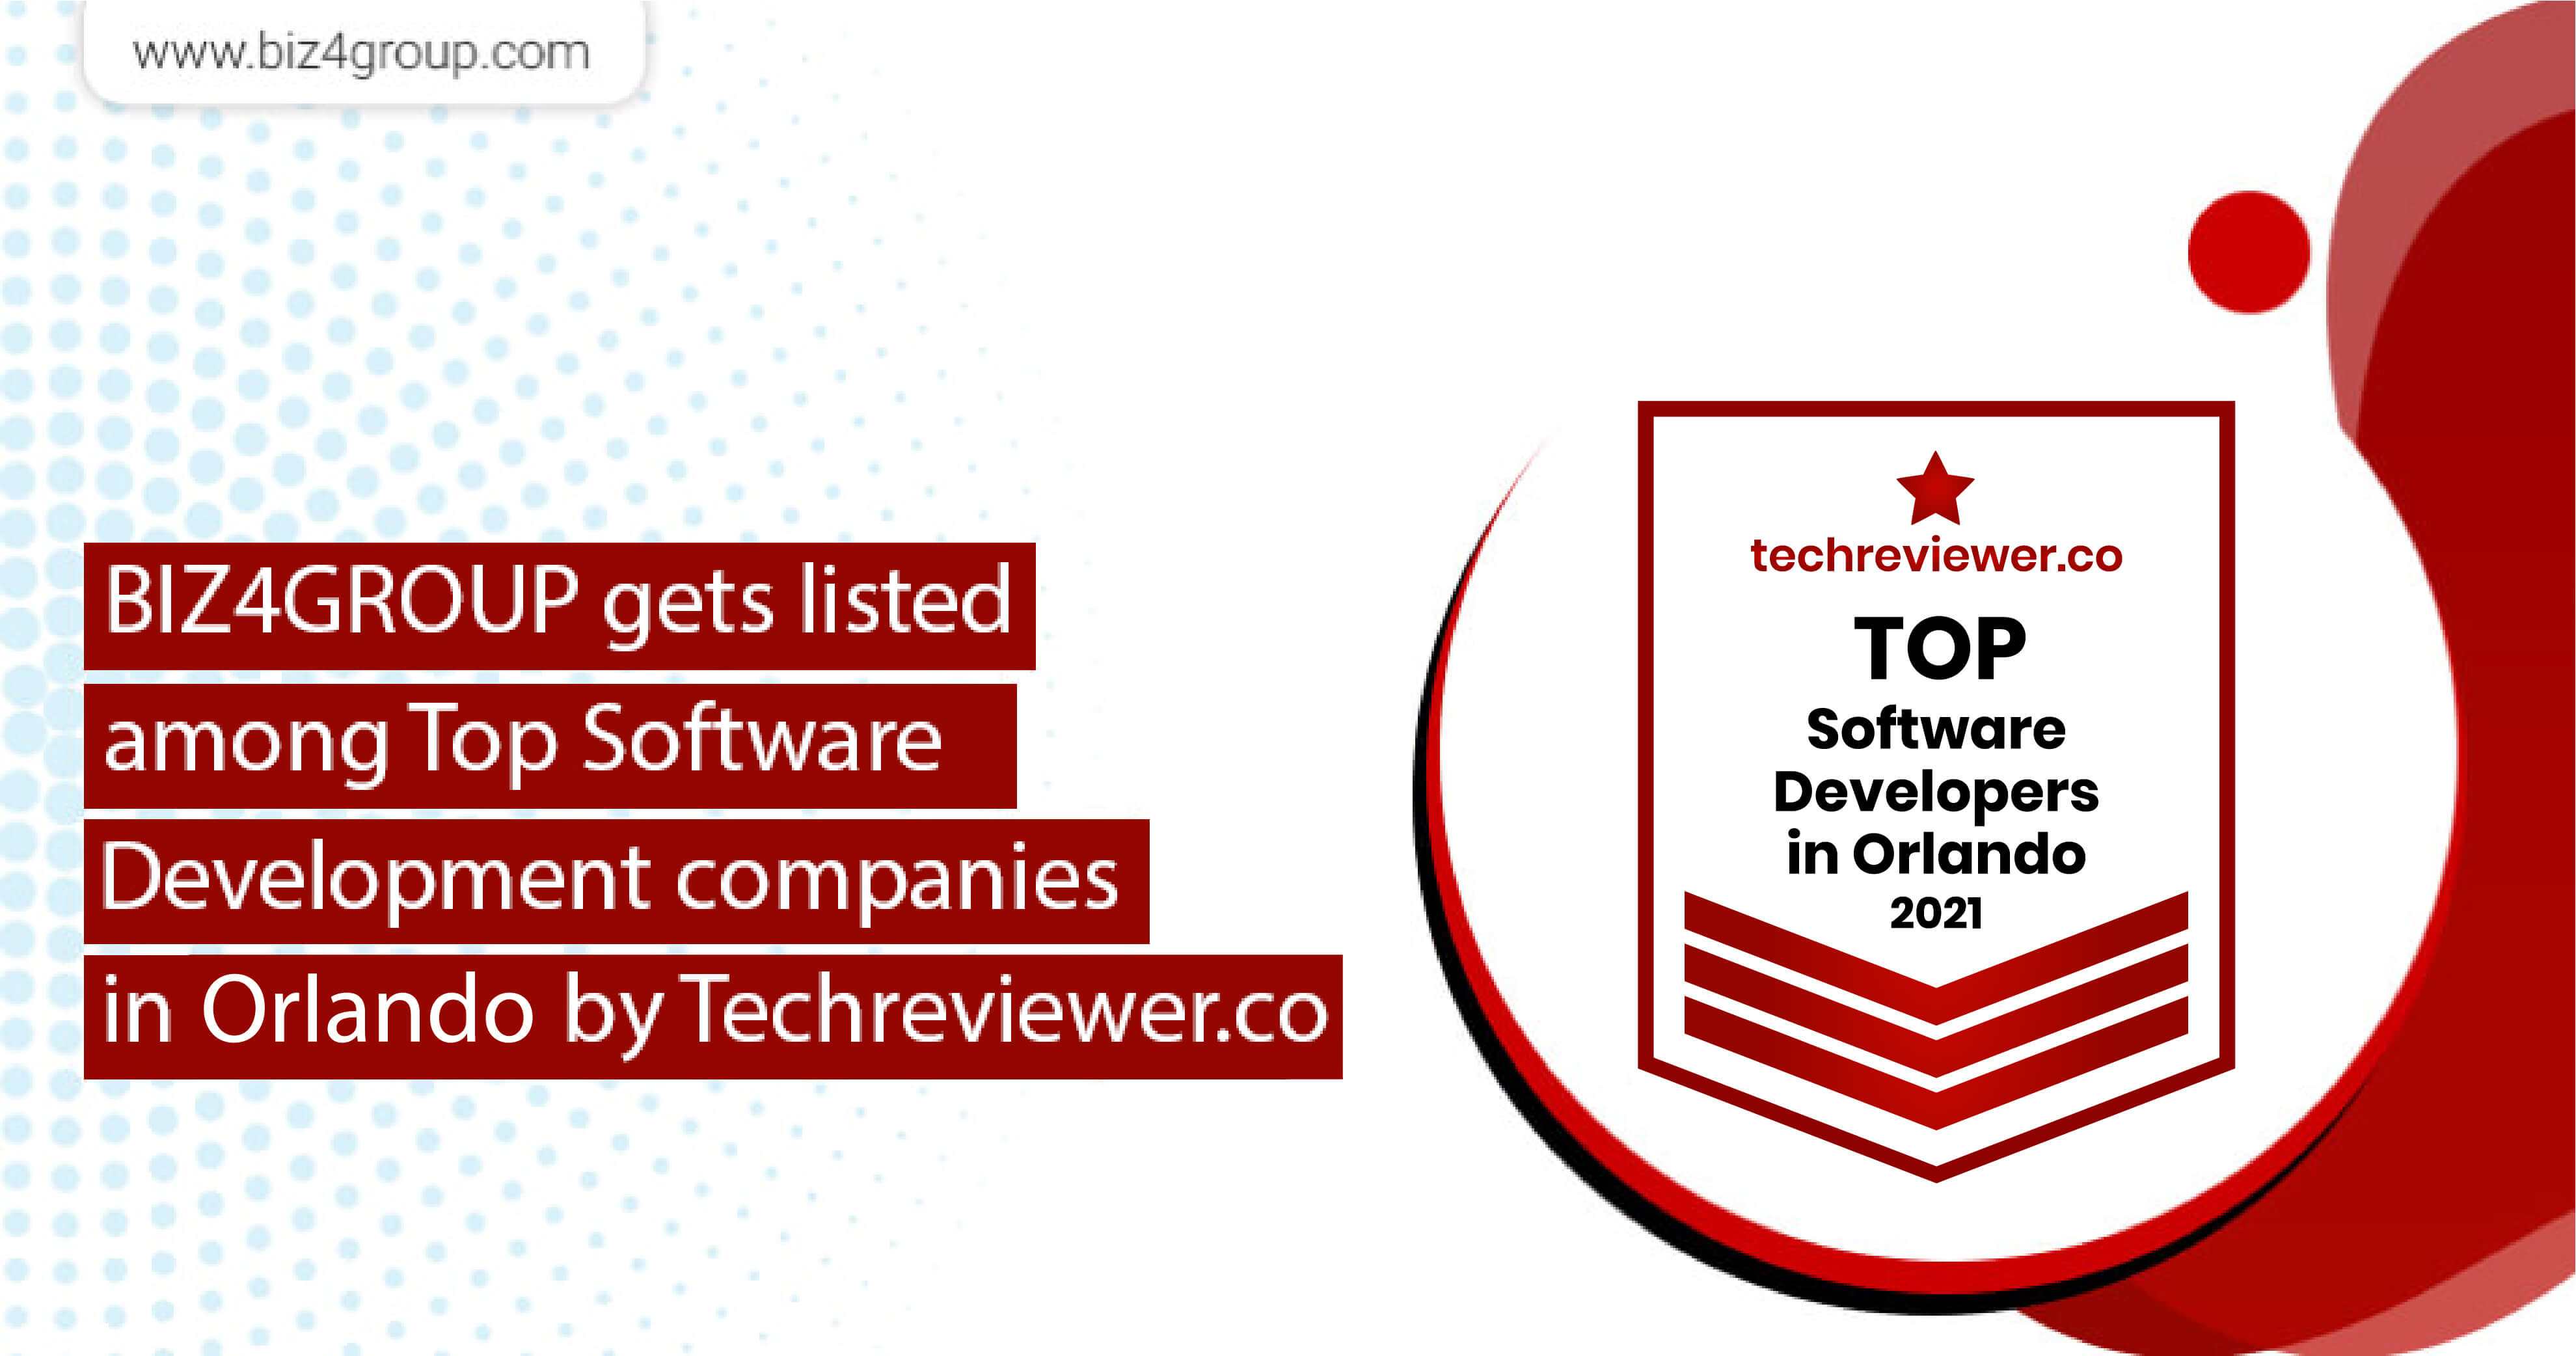 www.biz4group.com
BIZ4GROUP gets listed
among Top Software
Development companies
in Orlando by Techreviewer.co
techreviewer.co
TOP
Software
Developers
in Orlando
2021